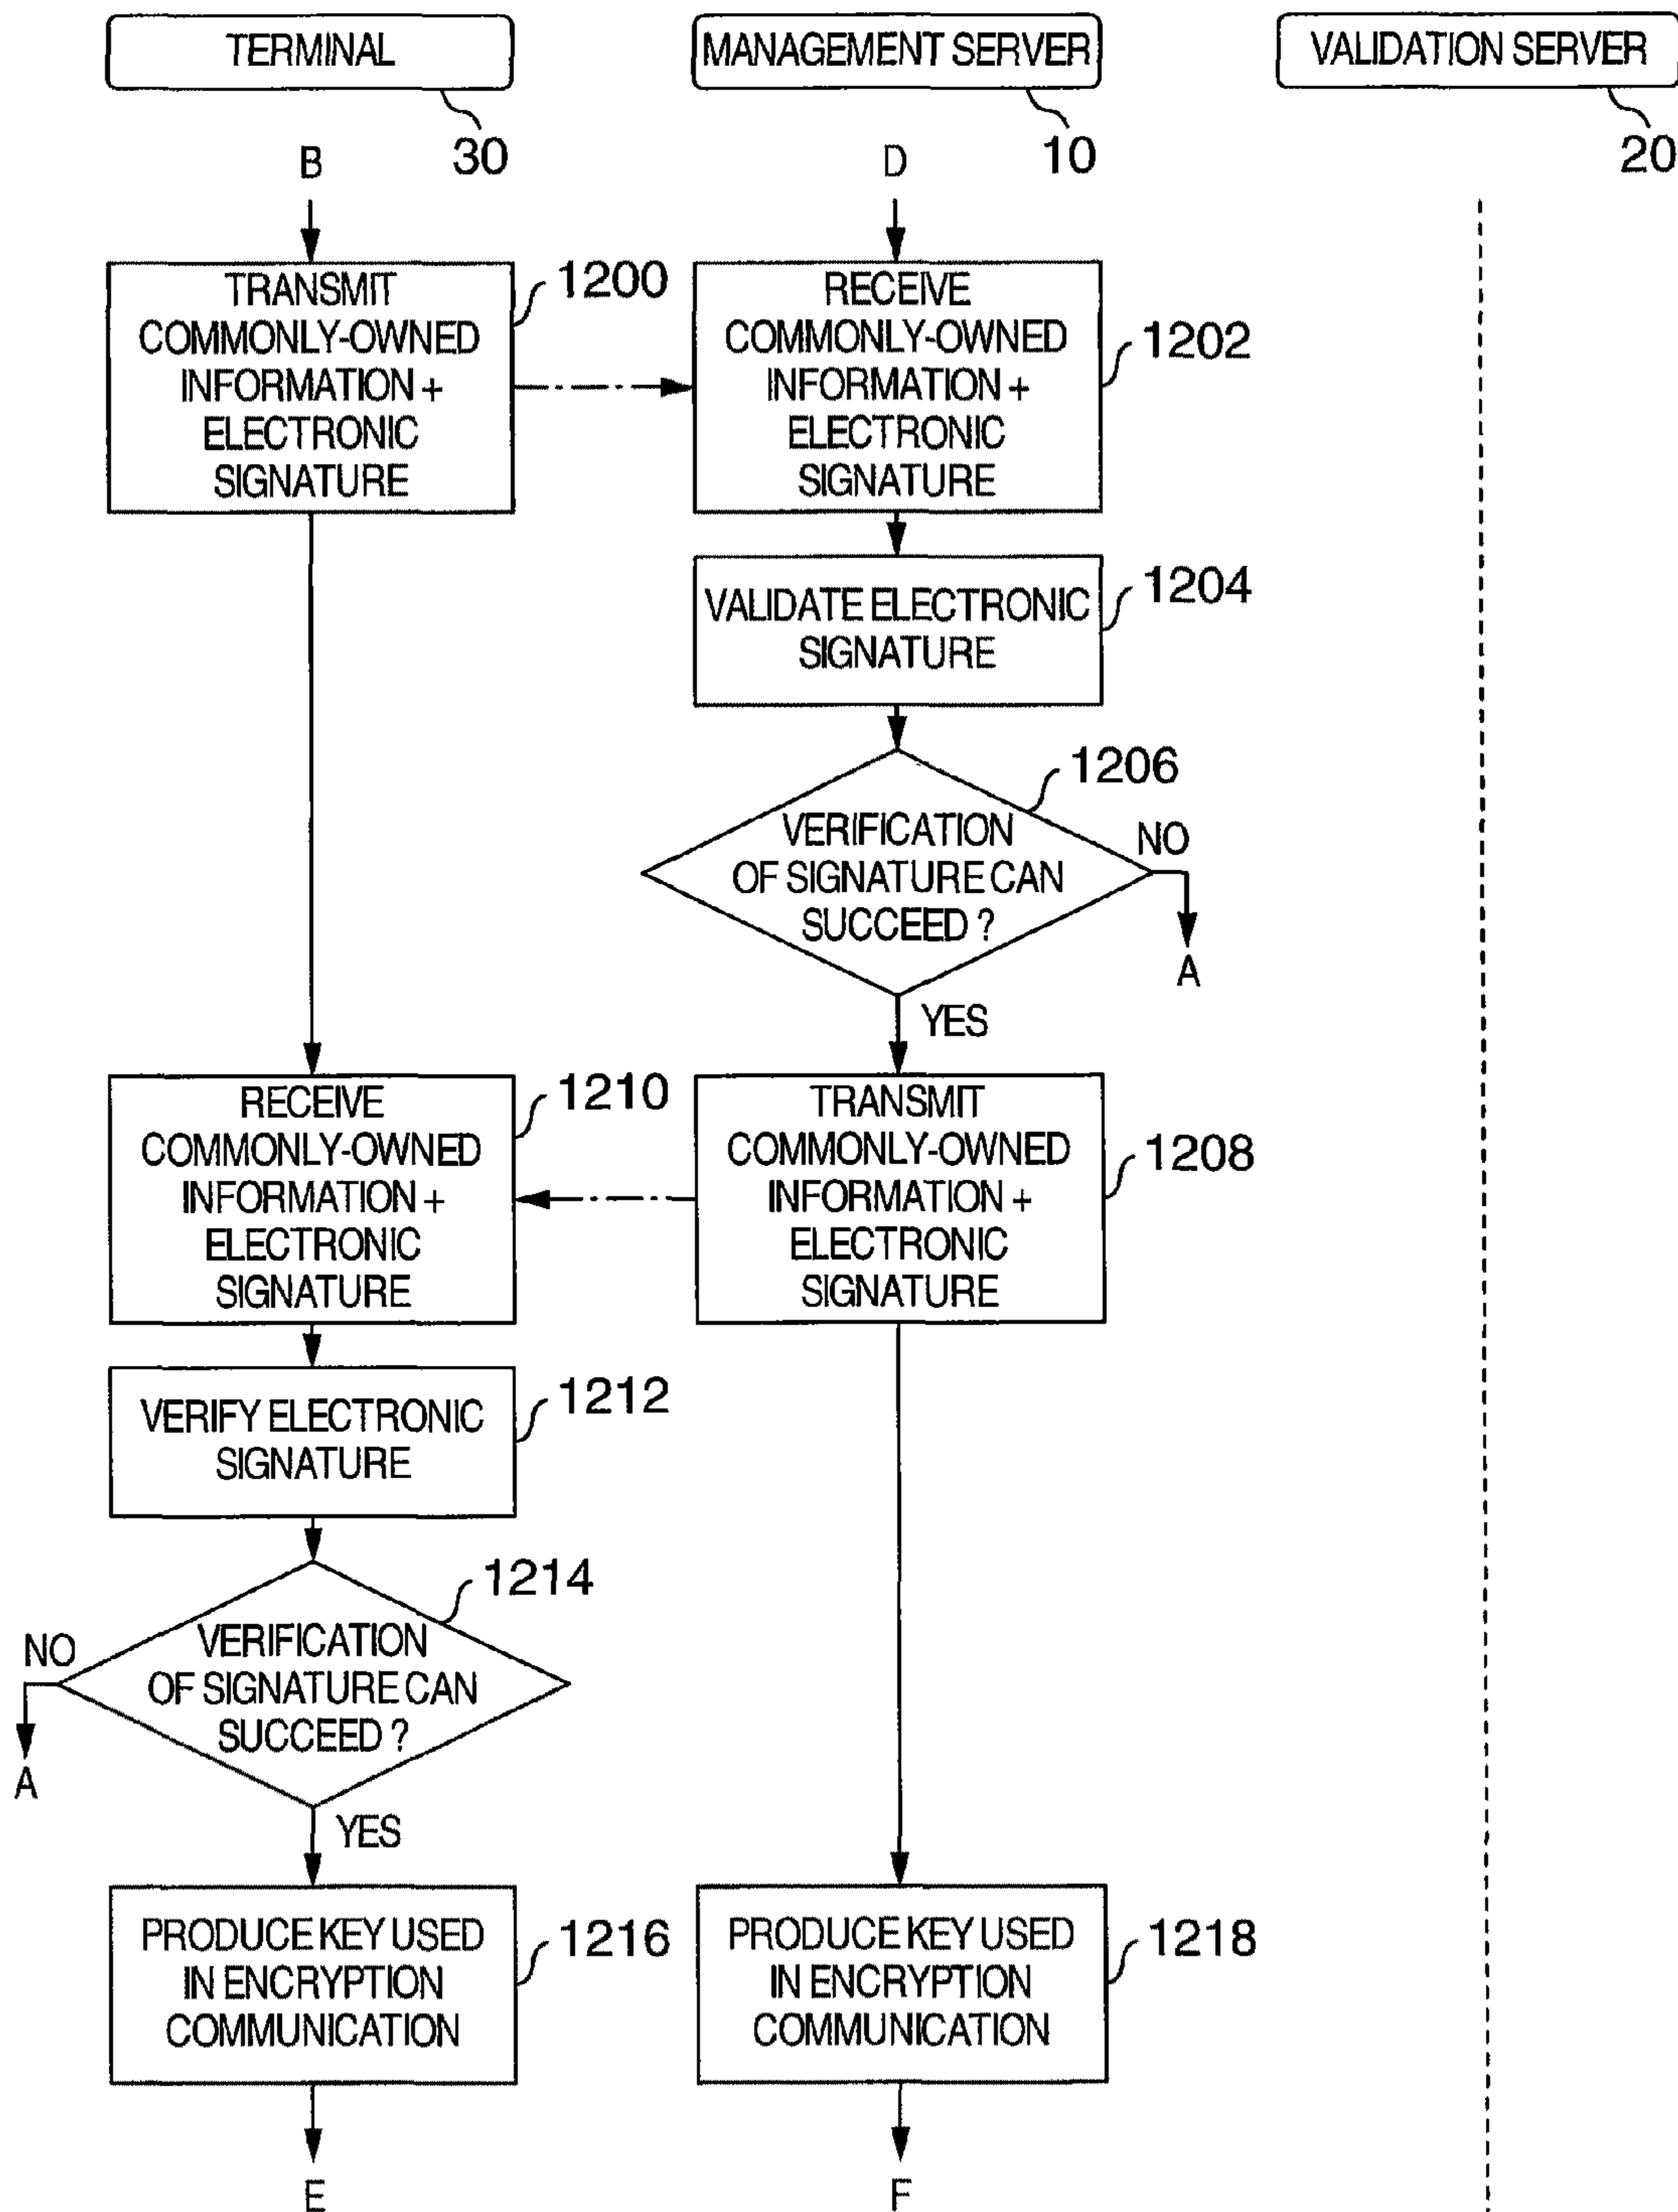 TERMINAL
MANAGEMENT SERVER
VALIDATION SERVER
30
10
20
B
D
TRANSMIT
COMMONLY-OWNED
INFORMATION +
ELECTRONIC
SIGNATURE
1200
RECEIVE
COMMONLY-OWNED
INFORMATION +
ELECTRONIC
SIGNATURE
1202
VALIDATE ELECTRONIC
SIGNATURE
1204
VERIFICATION
OF SIGNATURE CAN
SUCCEED ?
1206
NO
A
YES
RECEIVE
COMMONLY-OWNED
INFORMATION +
ELECTRONIC
SIGNATURE
1210
TRANSMIT
COMMONLY-OWNED
INFORMATION +
ELECTRONIC
SIGNATURE
1208
VERIFY ELECTRONIC
SIGNATURE
1212
VERIFICATION
OF SIGNATURE CAN
SUCCEED ?
1214
NO
A
YES
PRODUCE KEY USED
IN ENCRYPTION
COMMUNICATION
1216
PRODUCE KEY USED
IN ENCRYPTION
COMMUNICATION
1218
E
F